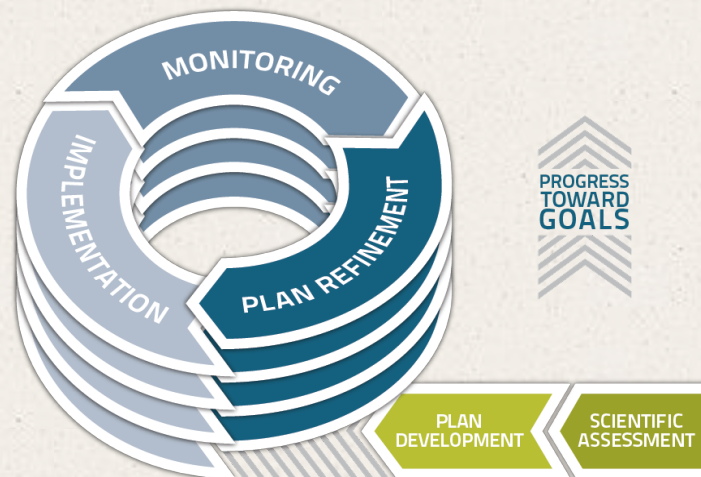 MONITORING
IMPLEMENTATION
PLAN REFINEMENT
PROGRESS
TOWARD
GOALS
PLAN
DEVELOPMENT
SCIENTIFIC
ASSESSMENT